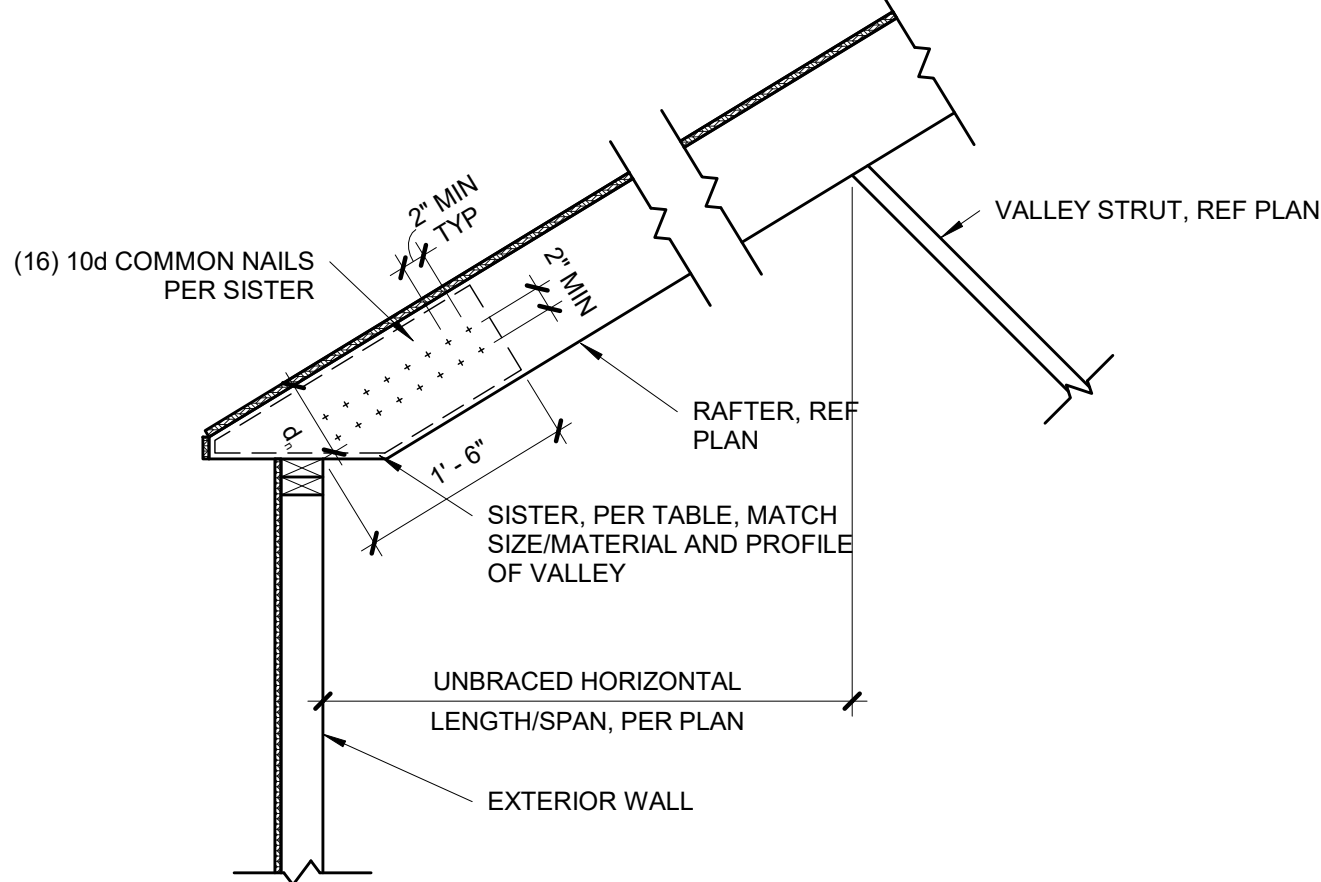 2" MIN
TYP
VALLEY STRUT, REF PLAN
(16) 10d COMMON NAILS
PER SISTER
2" MIN
RAFTER, REF
PLAN
dn
1' - 6"
SISTER, PER TABLE, MATCH
SIZE/MATERIAL AND PROFILE
OF VALLEY
UNBRACED HORIZONTAL
LENGTH/SPAN, PER PLAN
EXTERIOR WALL